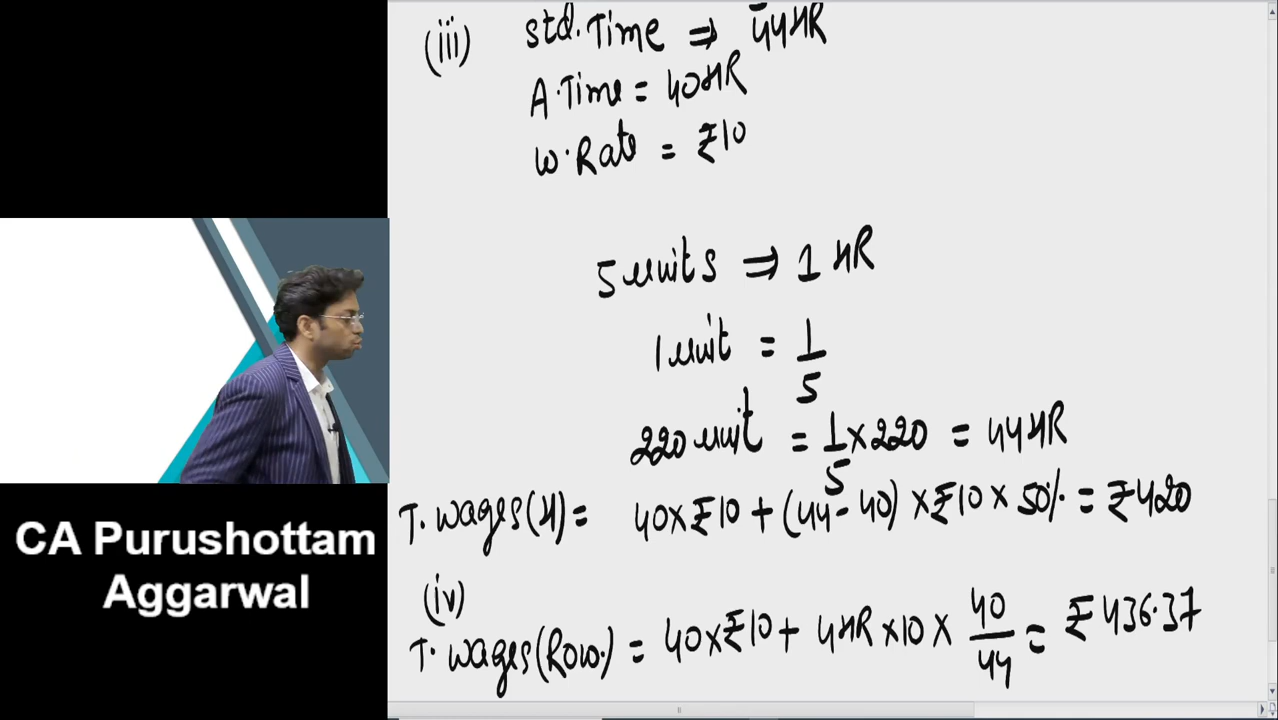 (iii) Std. Time ⇒ 44HR
A. Time = 40HR
W. Rate = ₹10
5 units ⇒ 1 HR
1 unit = 1/5
220 unit = 1/5 × 220 = 44HR
T. wages(H) = 40×₹10 + (44-40) ×₹10 × 50% = ₹420
(iv)
T. wages(Row.) = 40×₹10 + 4HR ×10 × 40/44 = ₹436.37
CA Purushottam
Aggarwal